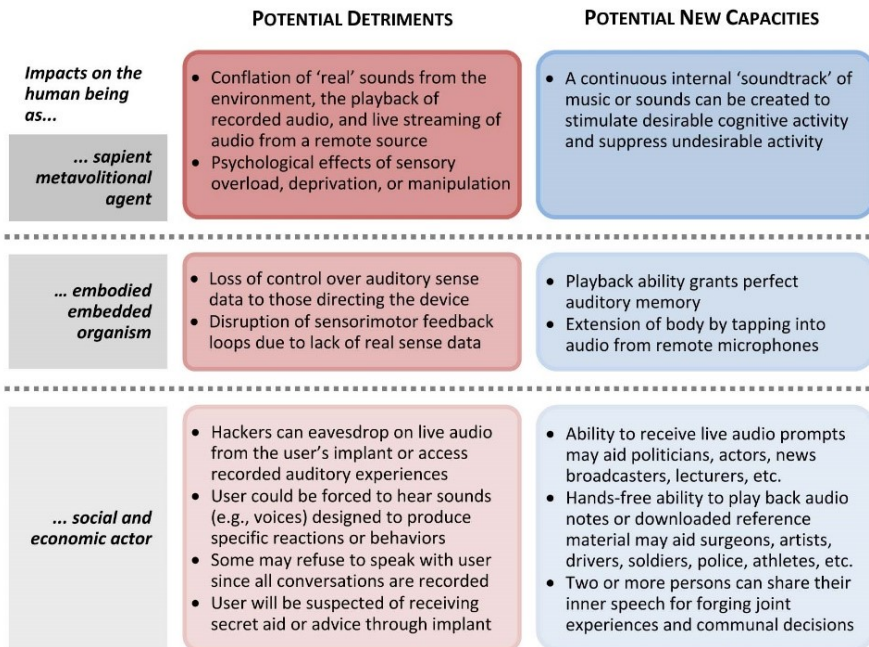 POTENTIAL DETRIMENTS
POTENTIAL NEW CAPACITIES
Impacts on the
human being
as...
... sapient
metavolitional
agent
• Conflation of ‘real’ sounds from the
environment, the playback of
recorded audio, and live streaming of
audio from a remote source
• Psychological effects of sensory
overload, deprivation, or manipulation
• A continuous internal ‘soundtrack’ of
music or sounds can be created to
stimulate desirable cognitive activity
and suppress undesirable activity
... embodied
embedded
organism
• Loss of control over auditory sense
data to those directing the device
• Disruption of sensorimotor feedback
loops due to lack of real sense data
• Playback ability grants perfect
auditory memory
• Extension of body by tapping into
audio from remote microphones
... social and
economic actor
• Hackers can eavesdrop on live audio
from the user’s implant or access
recorded auditory experiences
• User could be forced to hear sounds
(e.g., voices) designed to produce
specific reactions or behaviors
• Some may refuse to speak with user
since all conversations are recorded
• User will be suspected of receiving
secret aid or advice through implant
• Ability to receive live audio prompts
may aid politicians, actors, news
broadcasters, lecturers, etc.
• Hands-free ability to play back audio
notes or downloaded reference
material may aid surgeons, artists,
drivers, soldiers, police, athletes, etc.
• Two or more persons can share their
inner speech for forging joint
experiences and communal decisions